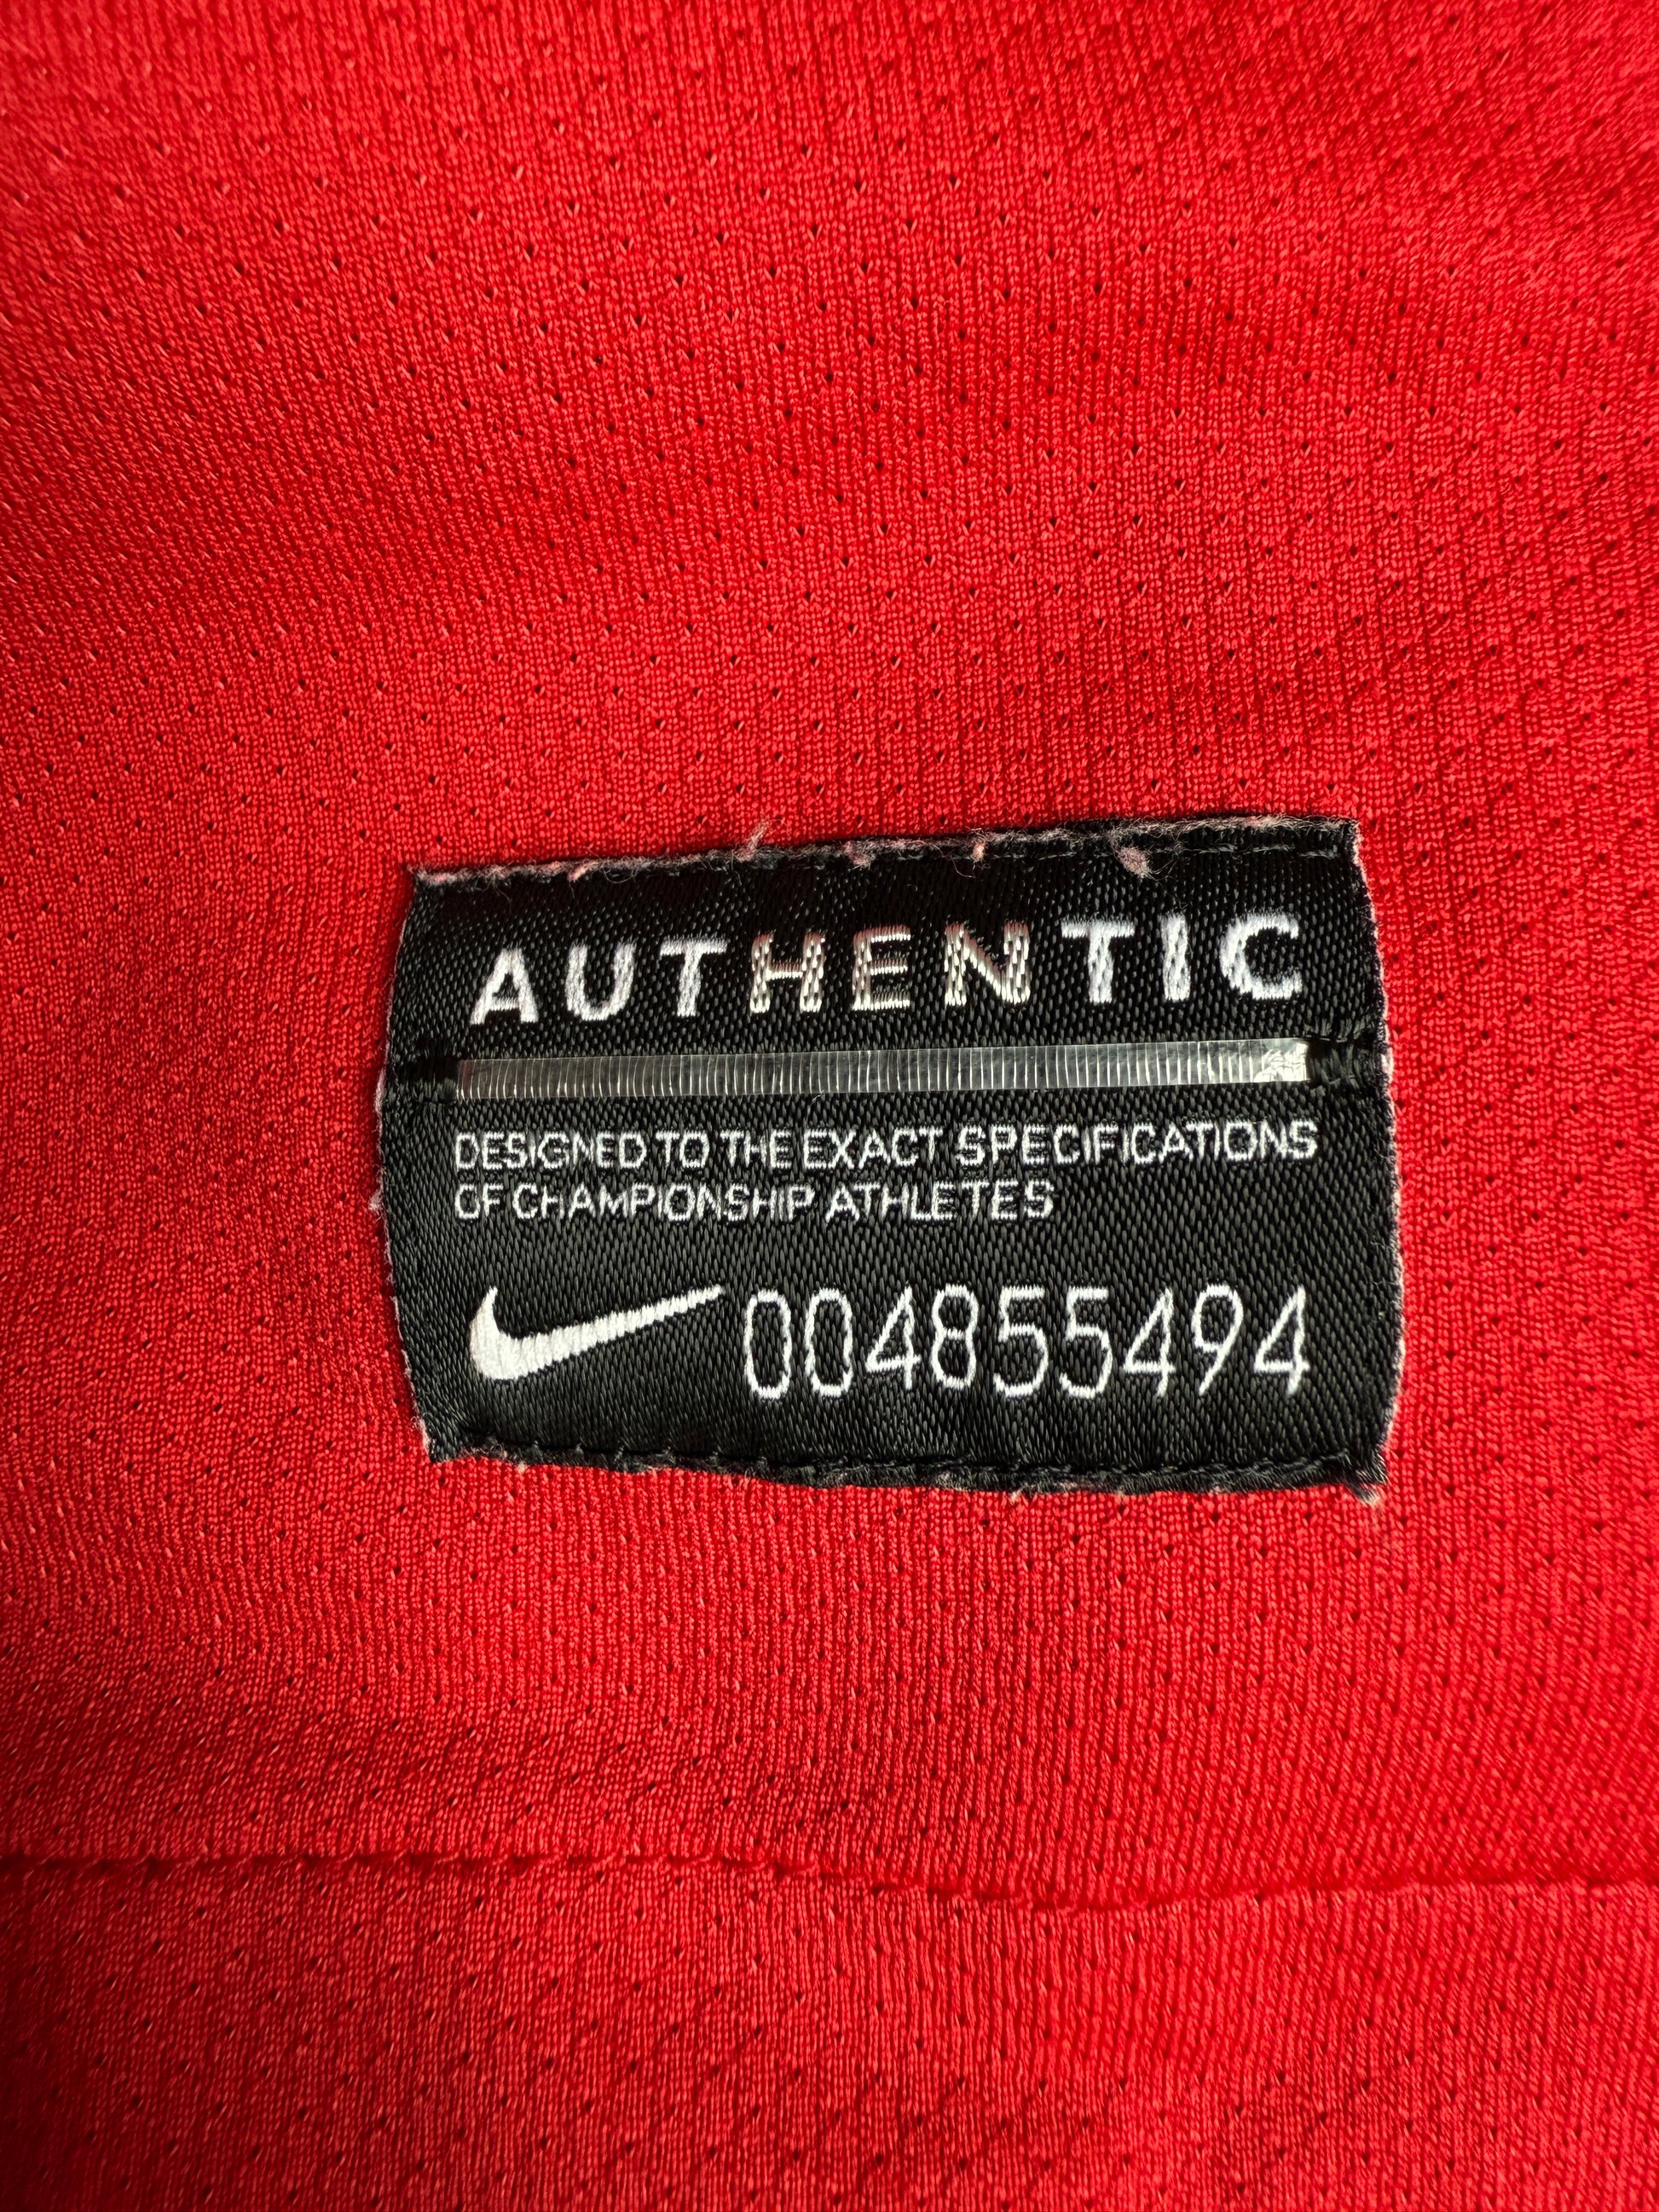 AUTHENTIC
DESIGNED TO THE EXACT SPECIFICATIONS
OF CHAMPIONSHIP ATHLETES
004855494